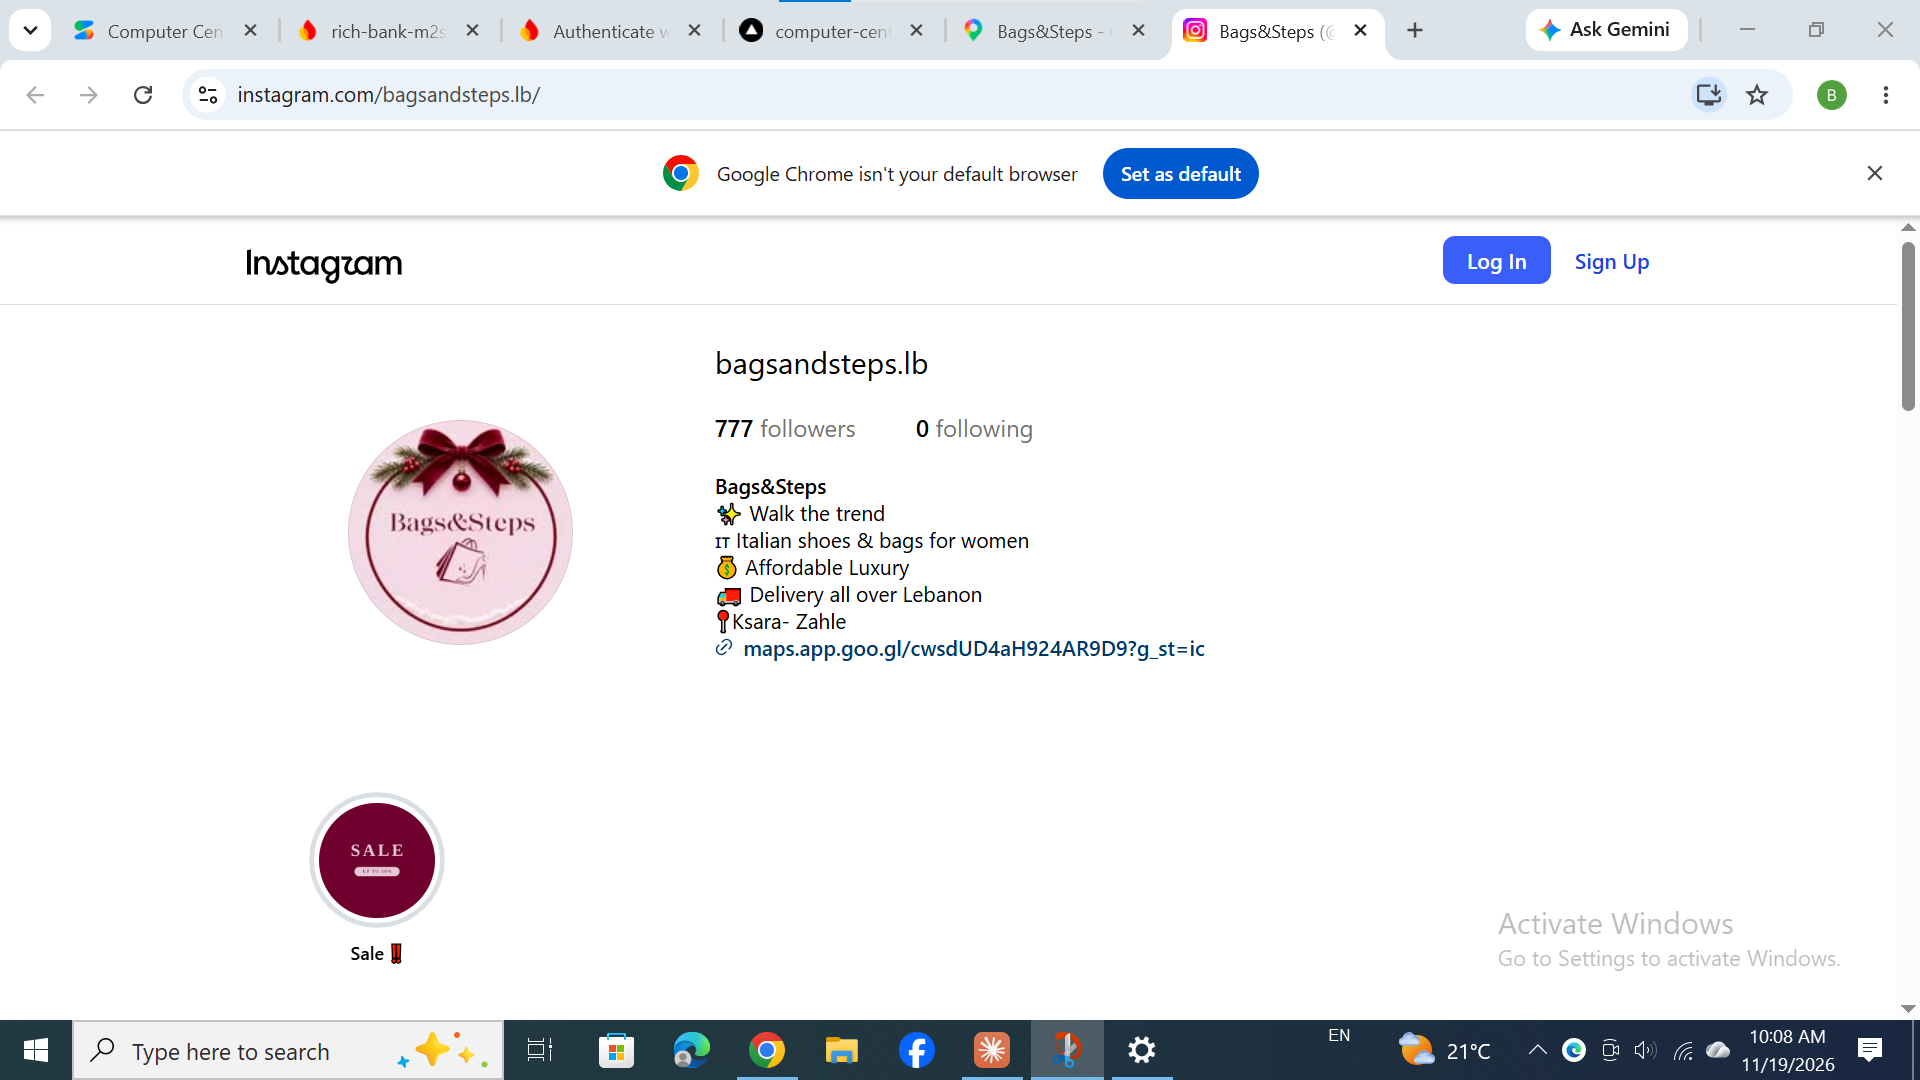 Computer Cen
rich-bank-m2s
Authenticate w
computer-cent
Bags&Steps - G
Bags&Steps (@
Ask Gemini
instagram.com/bagsandsteps.lb/
B
Google Chrome isn't your default browser
Set as default
Instagram
Log In
Sign Up
bagsandsteps.lb
777 followers
0 following
Bags&Steps
Bags&Steps
✨ Walk the trend
IT Italian shoes & bags for women
💰 Affordable Luxury
🚚 Delivery all over Lebanon
📍Ksara- Zahle
maps.app.goo.gl/cwsdUD4aH924AR9D9?g_st=ic
SALE
UP TO 50%
Sale ‼️
Activate Windows
Go to Settings to activate Windows.
Type here to search
EN
21°C
10:08 AM
11/19/2026